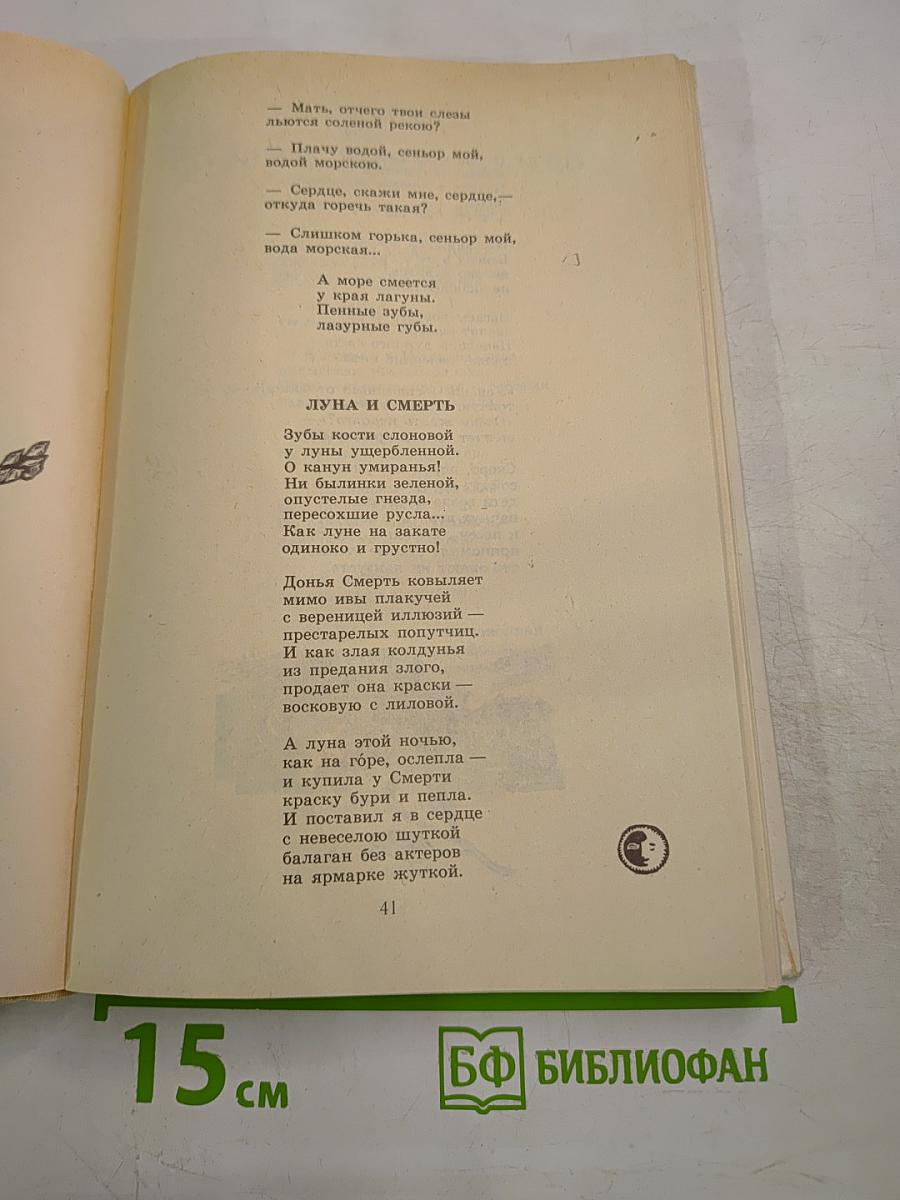 — Мать, отчего твои слезы
льются соленой рекою?
— Плачу водой, сеньор мой,
водой морскою.
— Сердце, скажи мне, сердце,—
откуда горечь такая?
— Слишком горька, сеньор мой,
вода морская...
А море смеется
у края лагуны.
Пенные зубы,
лазурные губы.
ЛУНА И СМЕРТЬ
Зубы кости слоновой
у луны ущербленной.
О канун умиранья!
Ни былинки зеленой,
опустелые гнезда,
пересохшие русла...
Как луне на закате
одиноко и грустно!
Донья Смерть ковыляет
мимо ивы плакучей
с вереницей иллюзий —
престарелых попутчиц.
И как злая колдунья
из предания злого,
продает она краски —
восковую с лиловой.
А луна этой ночью,
как на го́ре, ослепла —
и купила у Смерти
краску бури и пепла.
И поставил я в сердце
с невеселою шуткой
балаган без актеров
на ярмарке жуткой.
41
15 см
БФ БИБЛИОФАН